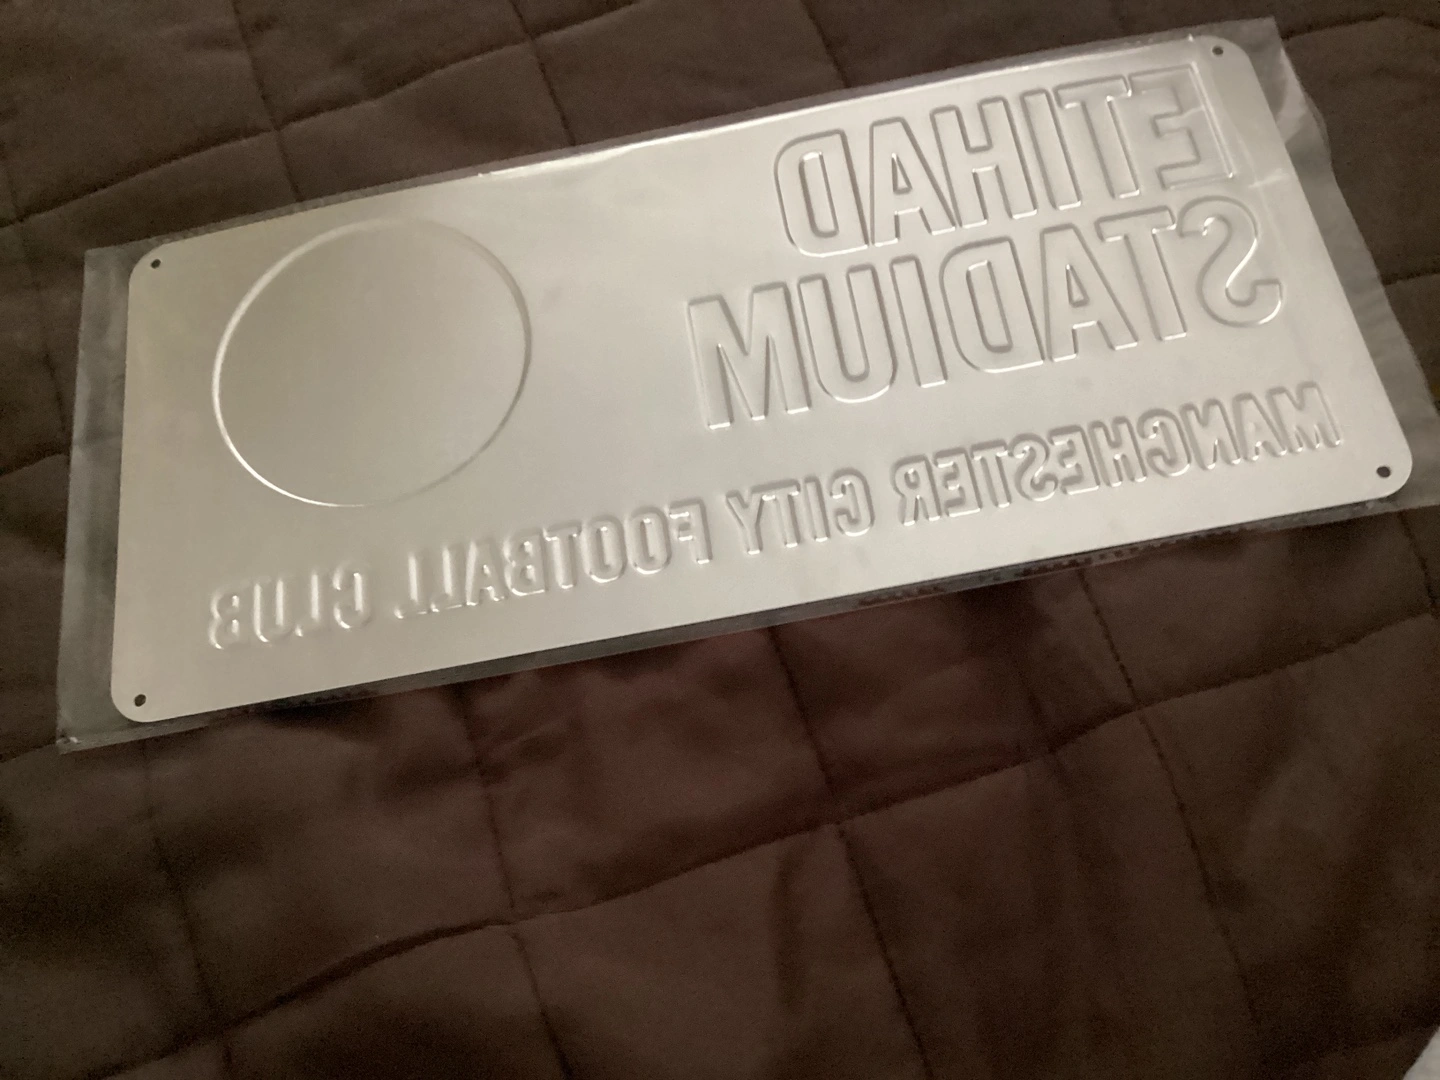 ETIHAD
STADIUM
MANCHESTER CITY FOOTBALL CLUB